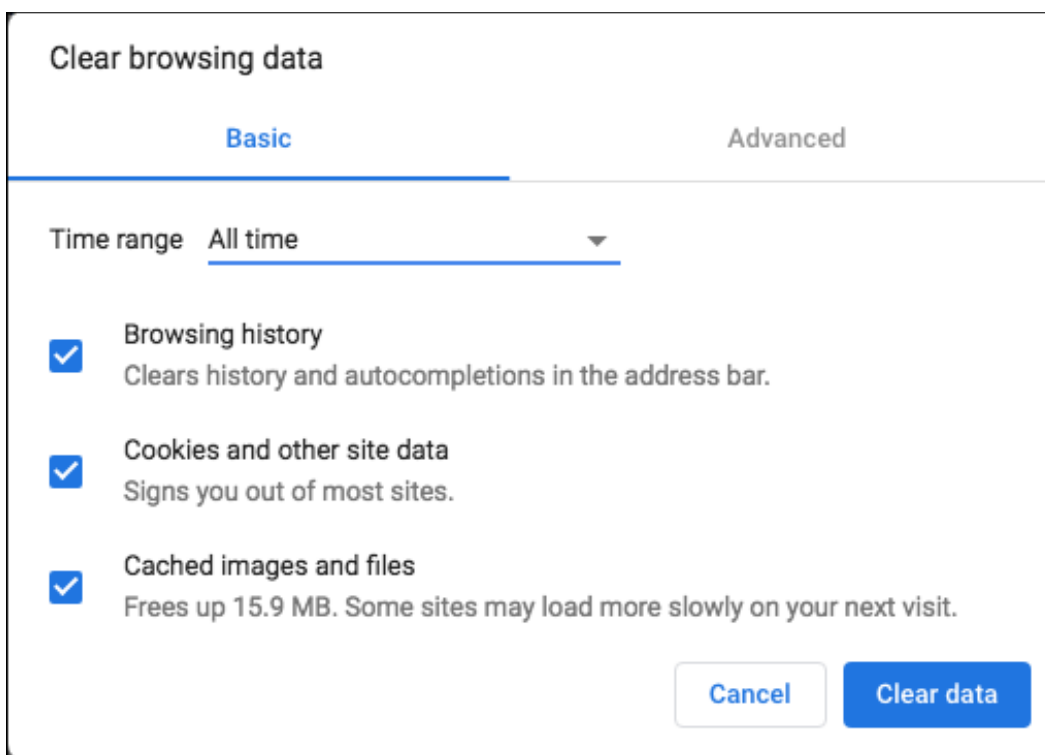 Clear browsing data
Basic
Advanced
Time range All time
Browsing history
Clears history and autocompletions in the address bar.
Cookies and other site data
Signs you out of most sites.
Cached images and files
Frees up 15.9 MB. Some sites may load more slowly on your next visit.
Cancel
Clear data